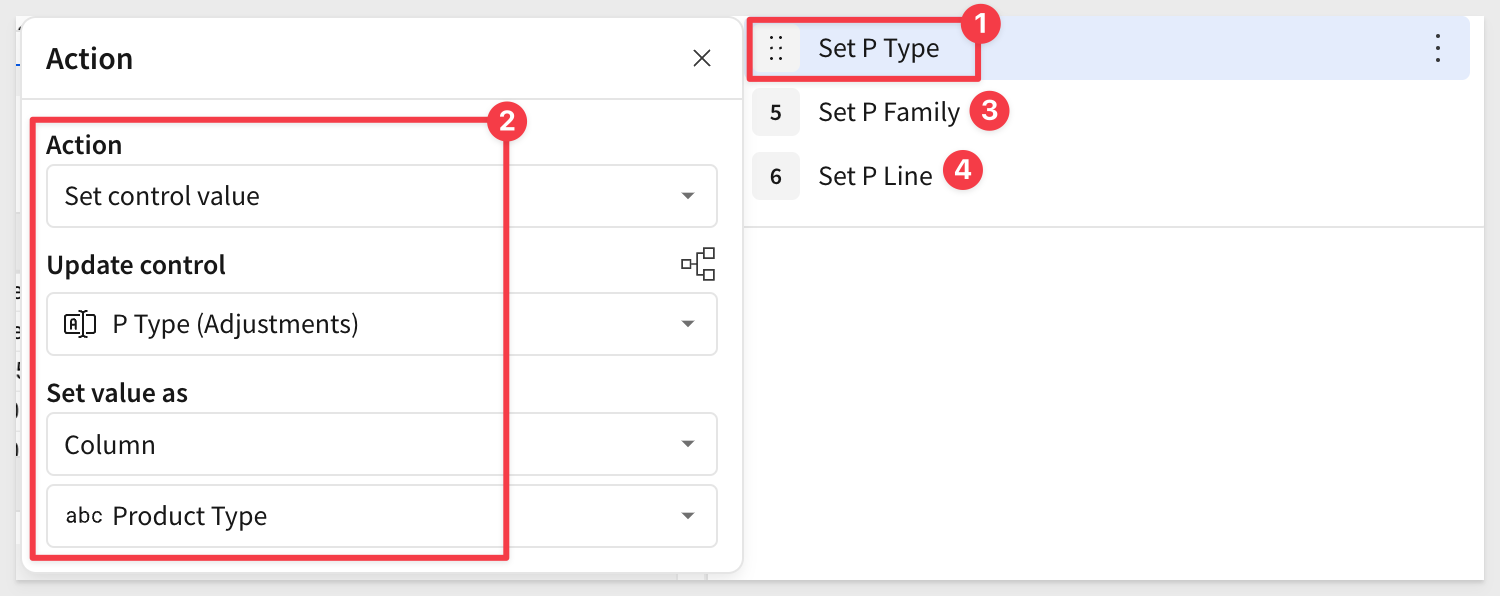 Action
Action
2
Set control value
Update control
P Type (Adjustments)
Set value as
Column
abc Product Type
Set P Type
1
5 Set P Family
3
6 Set P Line
4